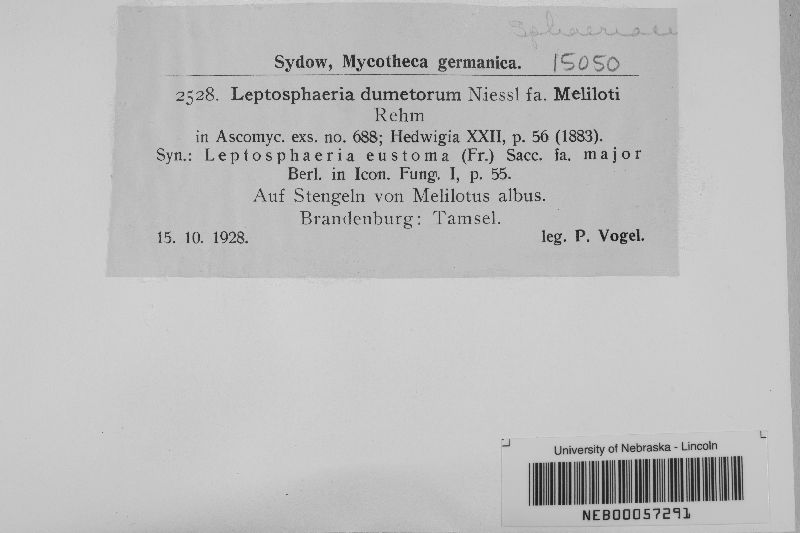 Sphaeriaceae
Sydow, Mycotheca germanica. 15050
2528. Leptosphaeria dumetorum Niessl fa. Meliloti
Rehm
in Ascomyc. exs. no. 688; Hedwigia XXII, p. 56 (1883).
Syn.: Leptosphaeria eustoma (Fr.) Sacc. fa. major
Berl. in Icon. Fung. I, p. 55.
Auf Stengeln von Melilotus albus.
Brandenburg: Tamsel.
15. 10. 1928. leg. P. Vogel.
University of Nebraska - Lincoln
NEB00057291